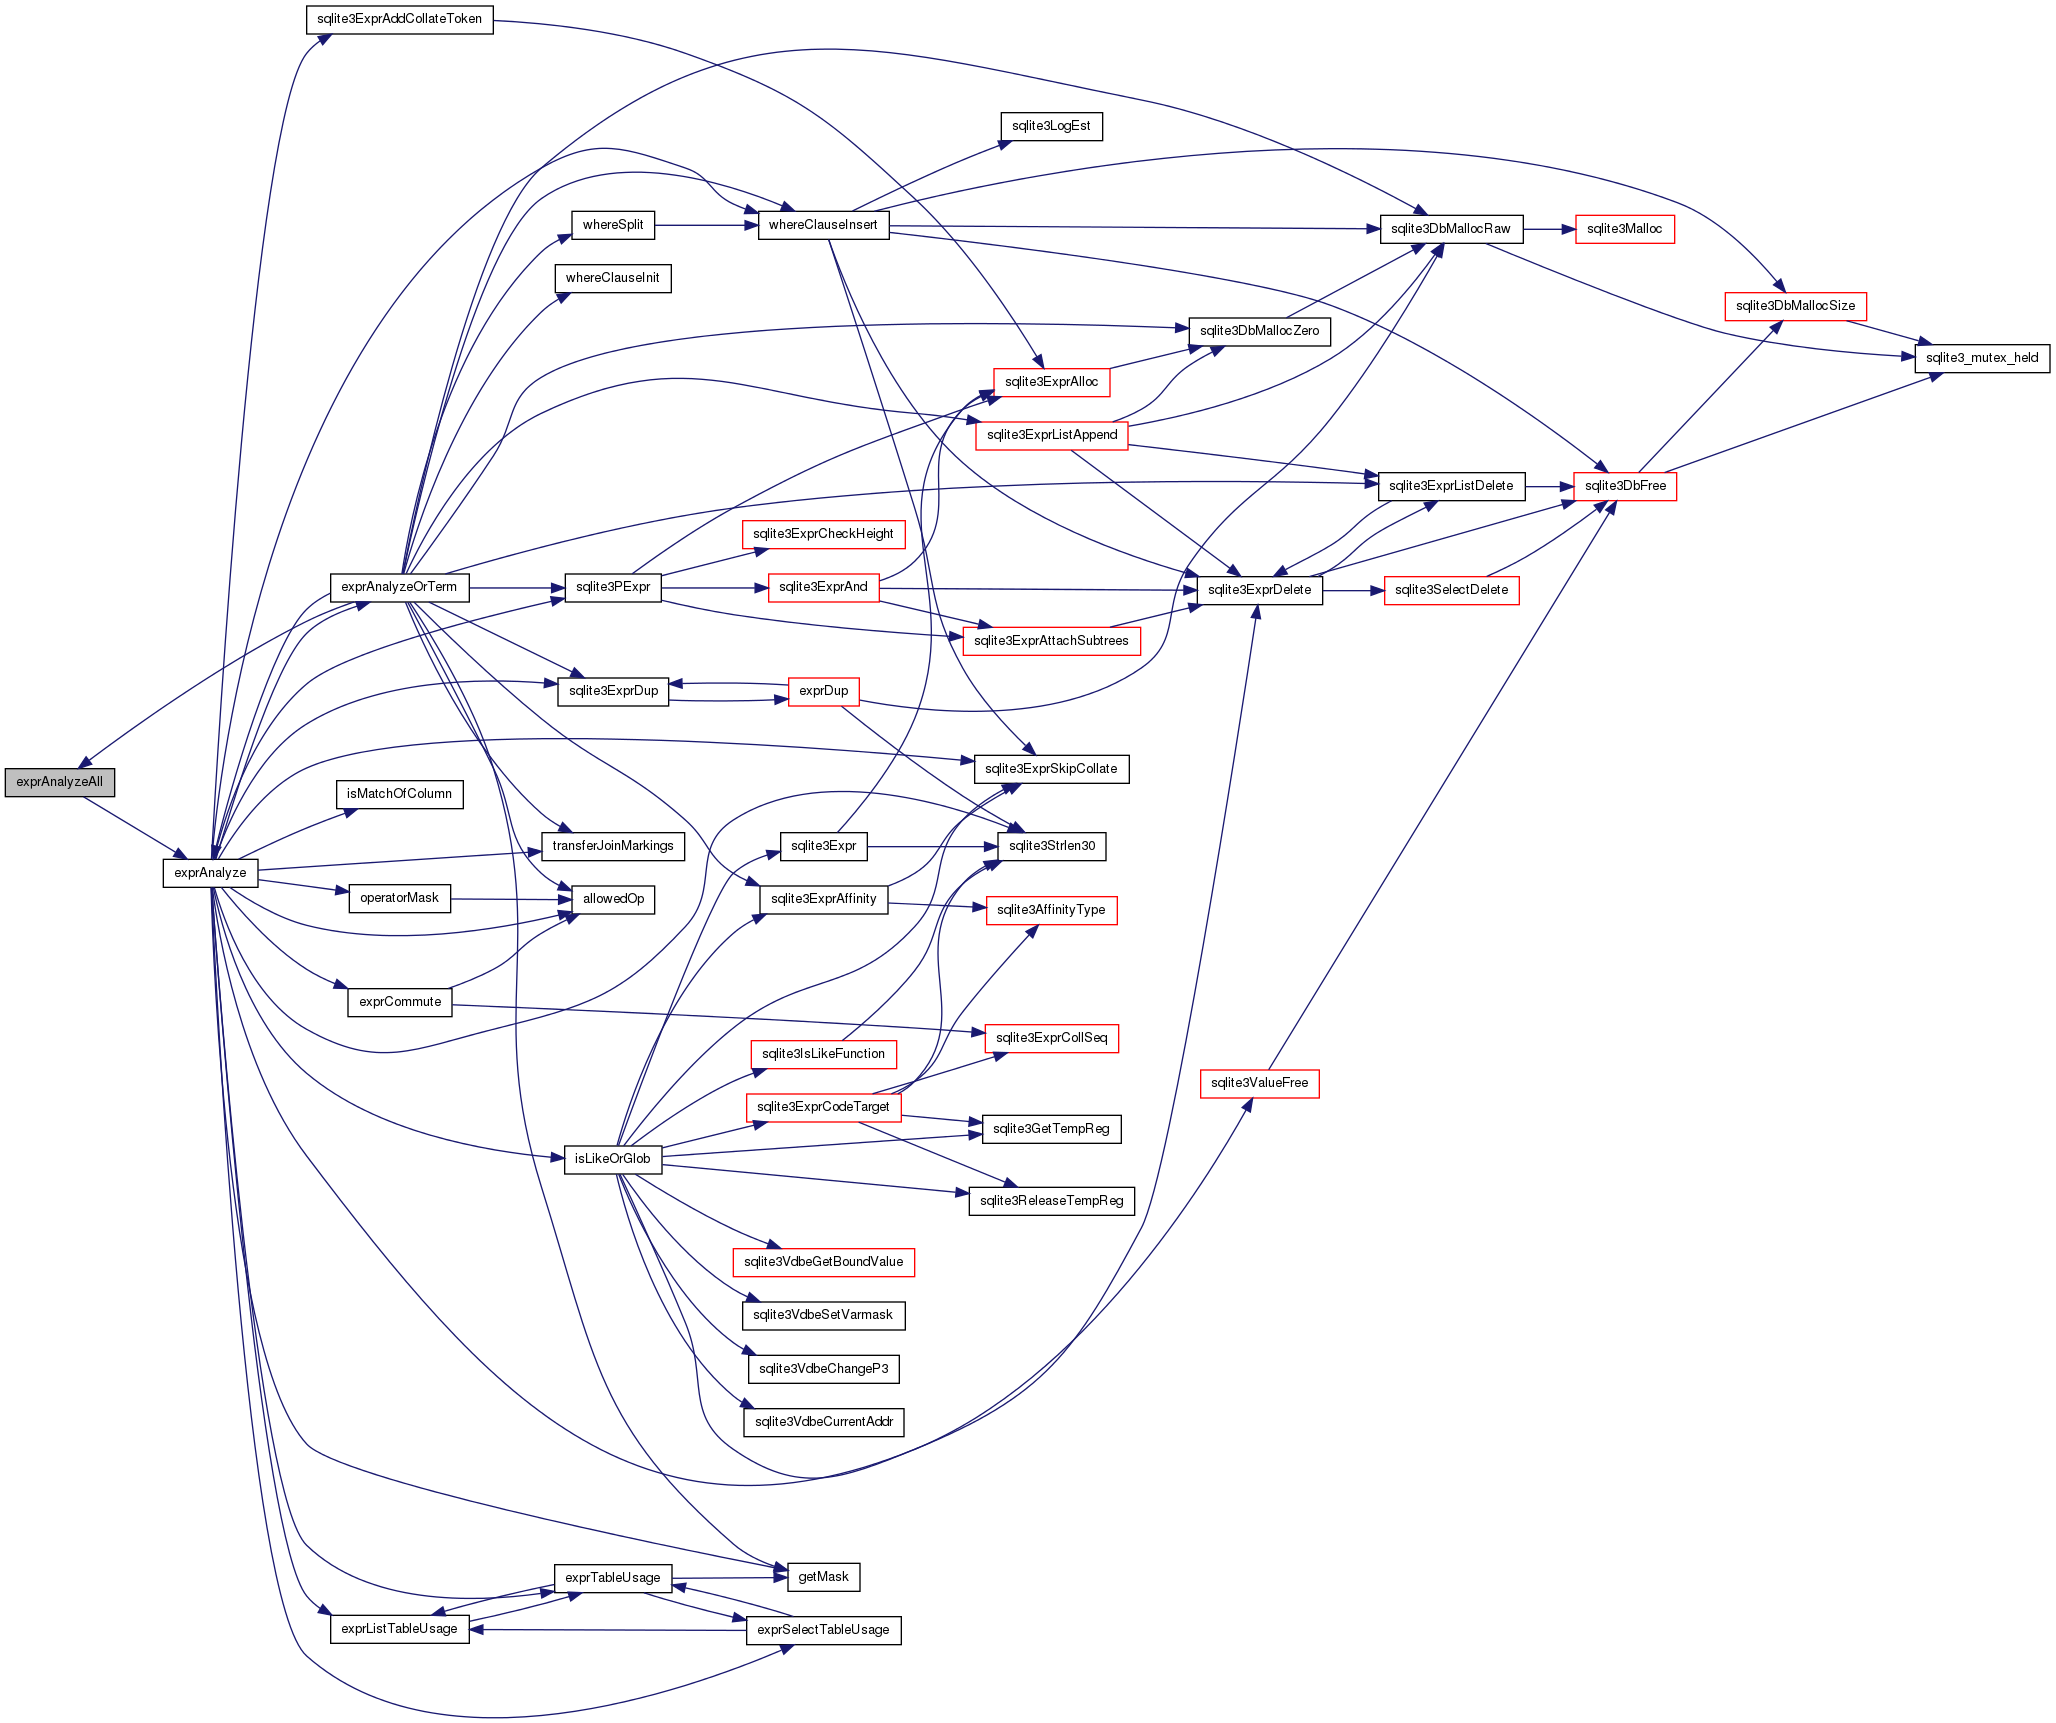 sqlite3ExprAddCollateToken
sqlite3LogEst
whereSplit
whereClauseInsert
sqlite3DbMallocRaw
sqlite3Malloc
whereClauseInit
sqlite3DbMallocSize
sqlite3DbMallocZero
sqlite3_mutex_held
sqlite3ExprAlloc
sqlite3ExprListAppend
sqlite3ExprListDelete
sqlite3DbFree
sqlite3ExprCheckHeight
exprAnalyzeOrTerm
sqlite3PExpr
sqlite3ExprAnd
sqlite3ExprDelete
sqlite3SelectDelete
sqlite3ExprAttachSubtrees
sqlite3ExprDup
exprDup
sqlite3ExprSkipCollate
exprAnalyzeAll
isMatchOfColumn
transferJoinMarkings
sqlite3Expr
sqlite3Strlen30
exprAnalyze
operatorMask
allowedOp
sqlite3ExprAffinity
sqlite3AffinityType
exprCommute
sqlite3ExprCollSeq
sqlite3IsLikeFunction
sqlite3ValueFree
sqlite3ExprCodeTarget
sqlite3GetTempReg
isLikeOrGlob
sqlite3ReleaseTempReg
sqlite3VdbeGetBoundValue
sqlite3VdbeSetVarmask
sqlite3VdbeChangeP3
sqlite3VdbeCurrentAddr
exprTableUsage
getMask
exprListTableUsage
exprSelectTableUsage